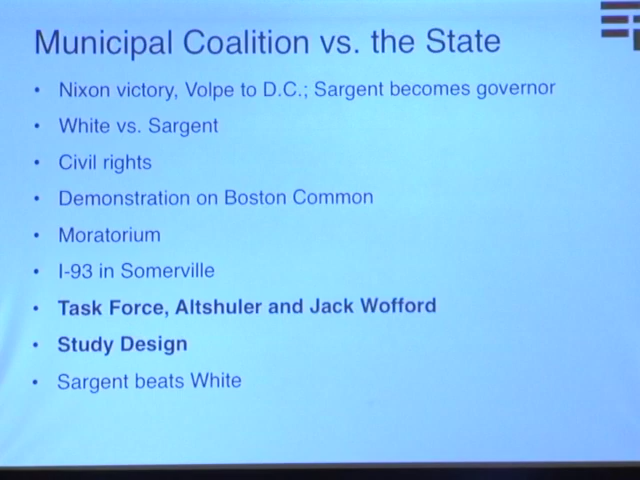 Municipal Coalition vs. the State
• Nixon victory, Volpe to D.C.; Sargent becomes governor
• White vs. Sargent
• Civil rights
• Demonstration on Boston Common
• Moratorium
• I-93 in Somerville
• Task Force, Altshuler and Jack Wofford
• Study Design
• Sargent beats White